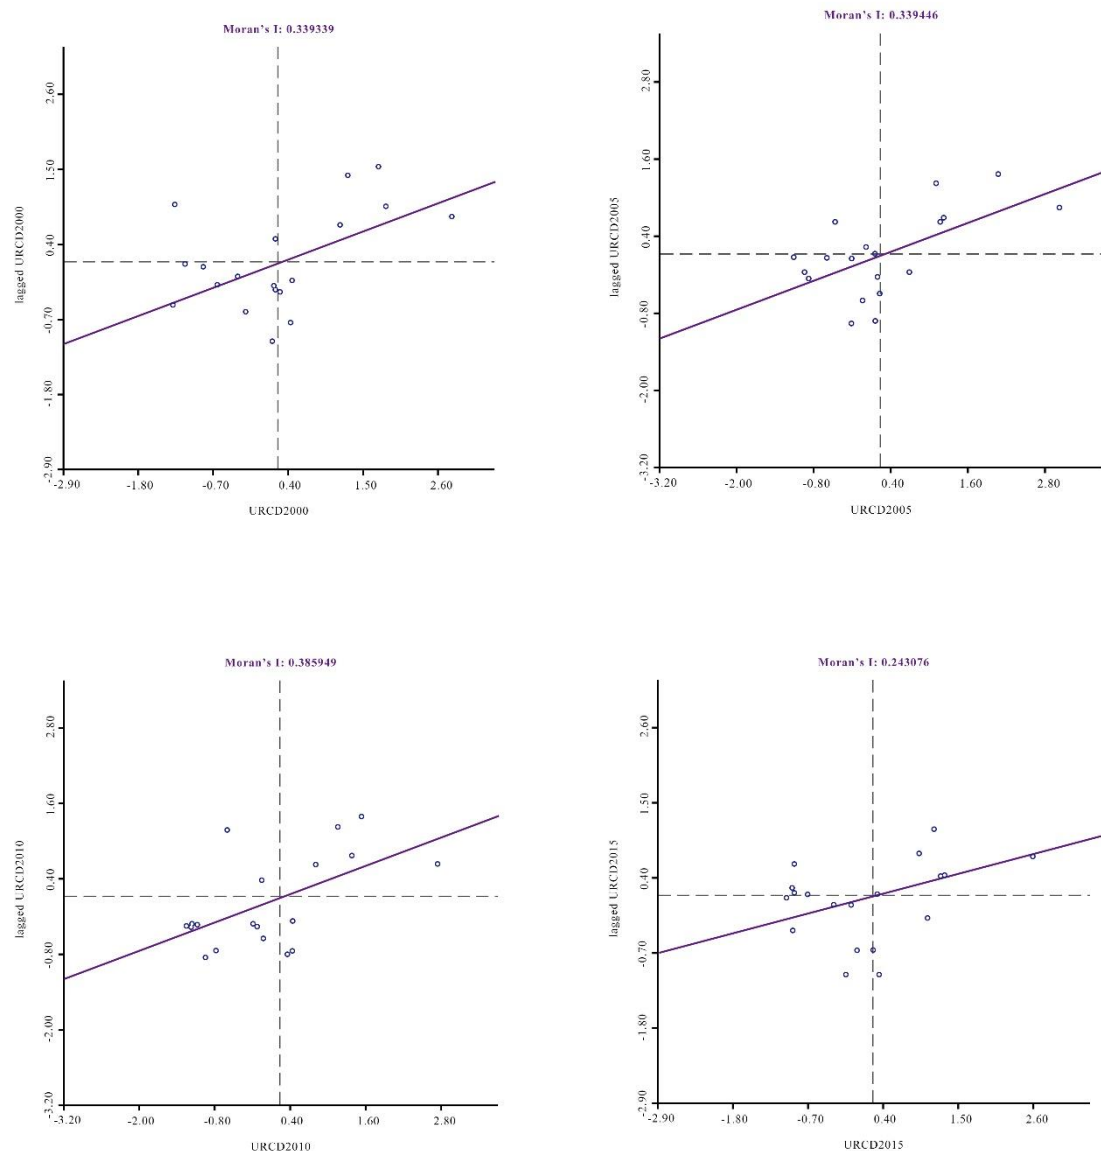 Moran's I: 0.339339
2.60
1.50
0.40
-0.70
-1.80
-2.90
lagged URCD2000
-2.90 -1.80 -0.70 0.40 1.50 2.60
URCD2000
Moran's I: 0.339446
2.80
1.60
0.40
-0.80
-2.00
-3.20
lagged URCD2005
-3.20 -2.00 -0.80 0.40 1.60 2.80
URCD2005
Moran's I: 0.385949
2.80
1.60
0.40
-0.80
-2.00
-3.20
lagged URCD2010
-3.20 -2.00 -0.80 0.40 1.60 2.80
URCD2010
Moran's I: 0.243076
2.60
1.50
0.40
-0.70
-1.80
-2.90
lagged URCD2015
-2.90 -1.80 -0.70 0.40 1.50 2.60
URCD2015